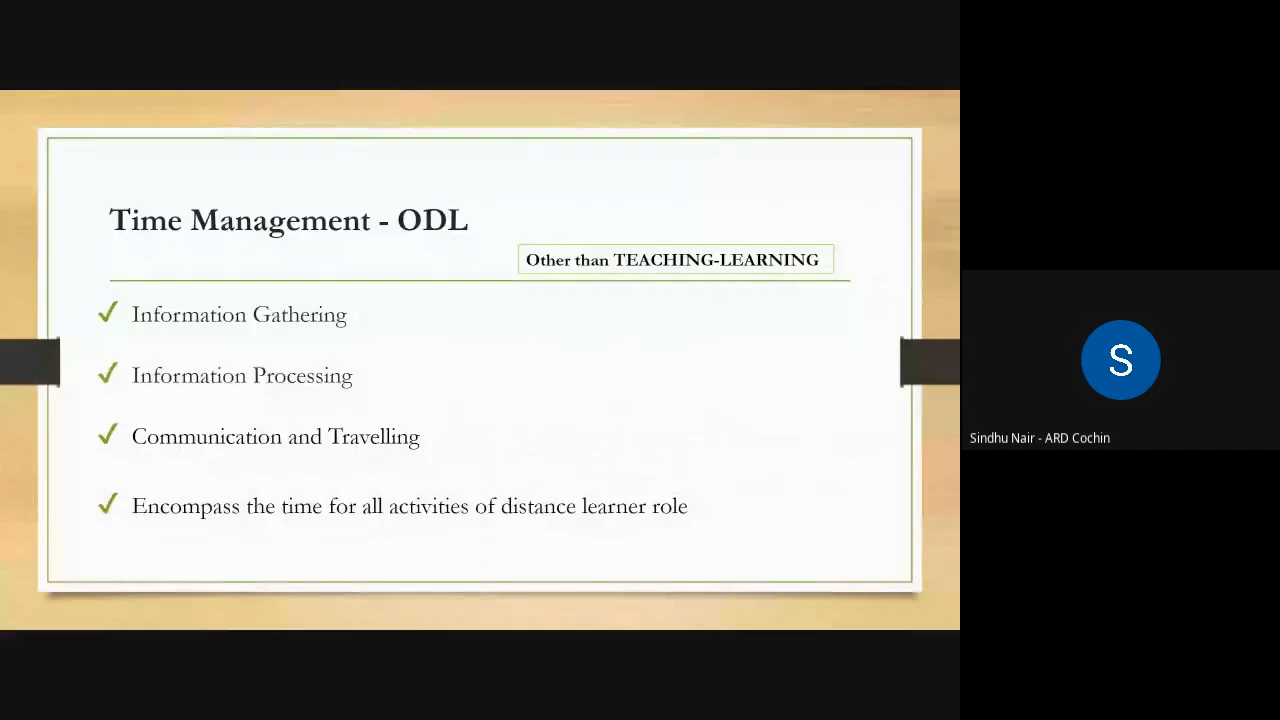 Time Management - ODL
Other than TEACHING-LEARNING
✓ Information Gathering
✓ Information Processing
✓ Communication and Travelling
✓ Encompass the time for all activities of distance learner role
S
Sindhu Nair - ARD Cochin